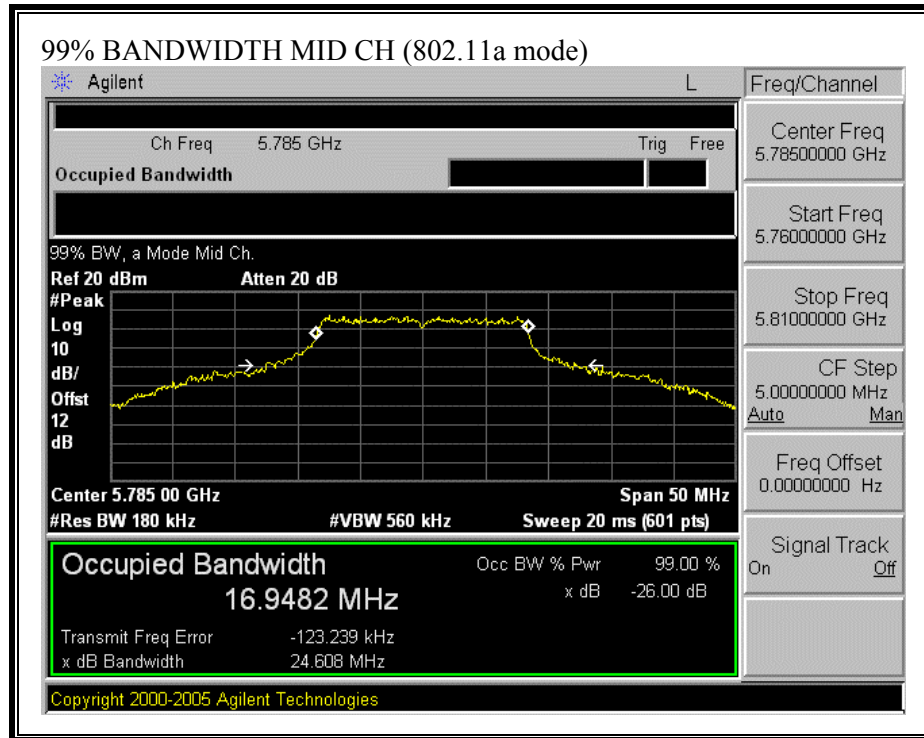 99% BANDWIDTH MID CH (802.11a mode)
Agilent L
Freq/Channel
Ch Freq 5.785 GHz Trig Free
Occupied Bandwidth
99% BW, a Mode Mid Ch.
Ref 20 dBm Atten 20 dB
#Peak
Log
10
dB/
Offst
12
dB
Center 5.785 00 GHz Span 50 MHz
#Res BW 180 kHz #VBW 560 kHz Sweep 20 ms (601 pts)
Occupied Bandwidth
16.9482 MHz
Occ BW % Pwr 99.00 %
x dB -26.00 dB
Transmit Freq Error -123.239 kHz
x dB Bandwidth 24.608 MHz
Copyright 2000-2005 Agilent Technologies
Center Freq
5.78500000 GHz
Start Freq
5.76000000 GHz
Stop Freq
5.81000000 GHz
CF Step
5.00000000 MHz
Auto Man
Freq Offset
0.00000000 Hz
Signal Track
On Off